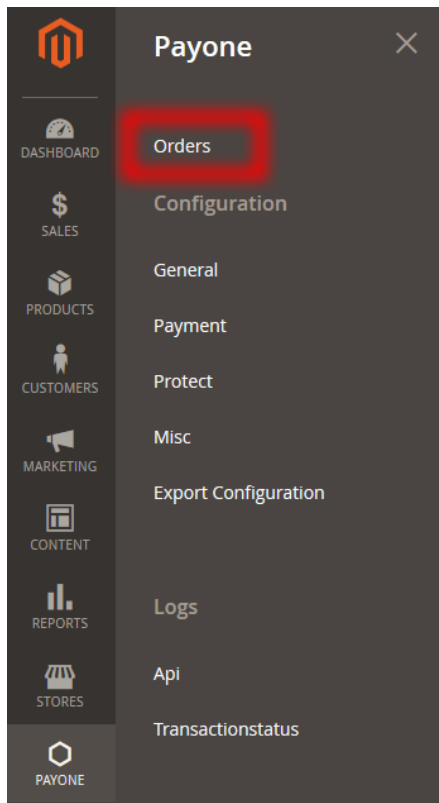 DASHBOARD
SALES
PRODUCTS
CUSTOMERS
MARKETING
CONTENT
REPORTS
STORES
PAYONE
Payone
Orders
Configuration
General
Payment
Protect
Misc
Export Configuration
Logs
Api
Transactionstatus